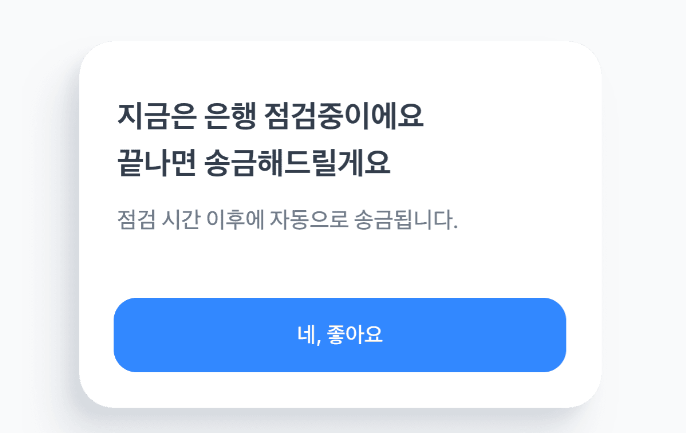 지금은 은행 점검중이에요
끝나면 송금해드릴게요
점검 시간 이후에 자동으로 송금됩니다.
네, 좋아요